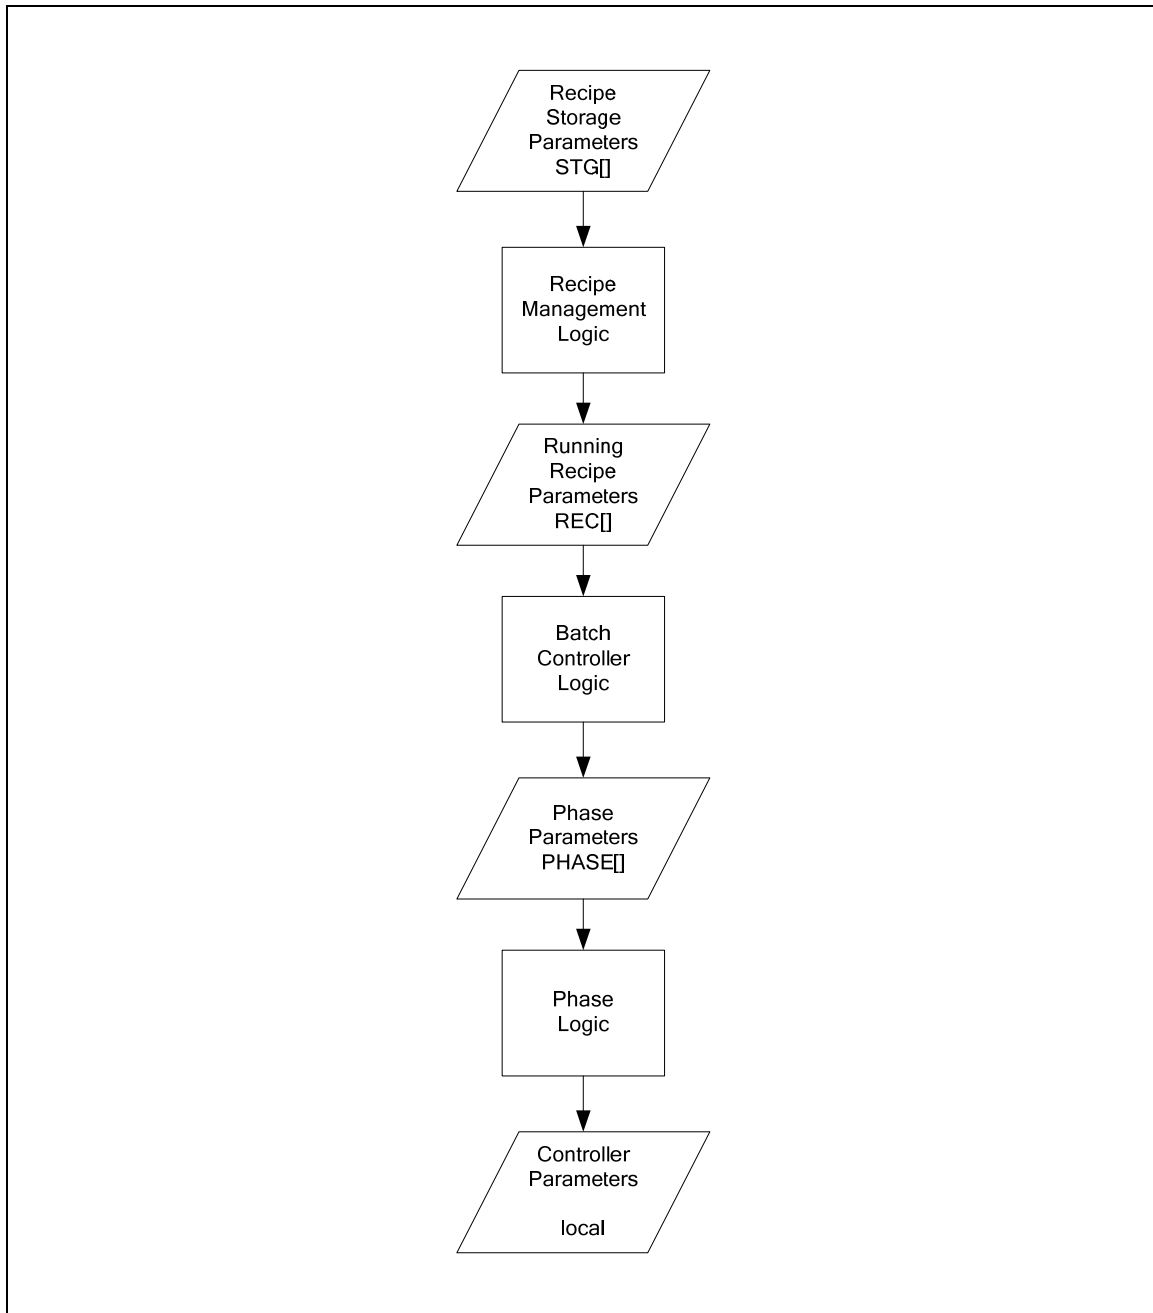 Recipe
Storage
Parameters
STG[]
Recipe
Management
Logic
Running
Recipe
Parameters
REC[]
Batch
Controller
Logic
Phase
Parameters
PHASE[]
Phase
Logic
Controller
Parameters
local